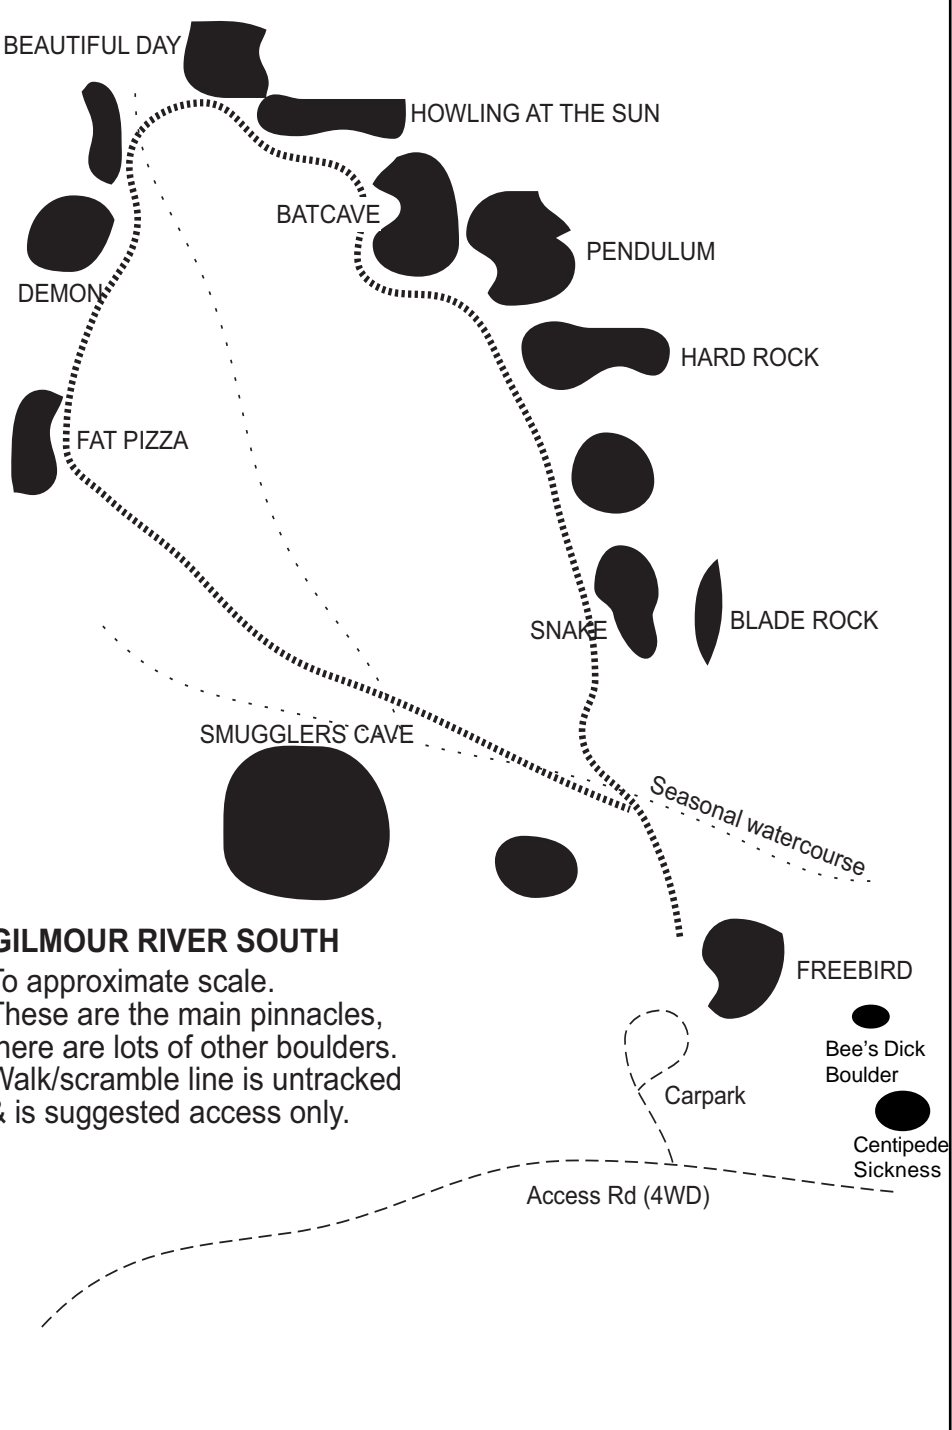 BEAUTIFUL DAY
HOWLING AT THE SUN
BATCAVE
PENDULUM
DEMON
HARD ROCK
FAT PIZZA
SNAKE
BLADE ROCK
SMUGGLERS CAVE
Seasonal watercourse
GILMOUR RIVER SOUTH
To approximate scale.
These are the main pinnacles,
there are lots of other boulders.
Walk/scramble line is untracked
& is suggested access only.
FREEBIRD
Bee's Dick
Boulder
Carpark
Centipede
Sickness
Access Rd (4WD)